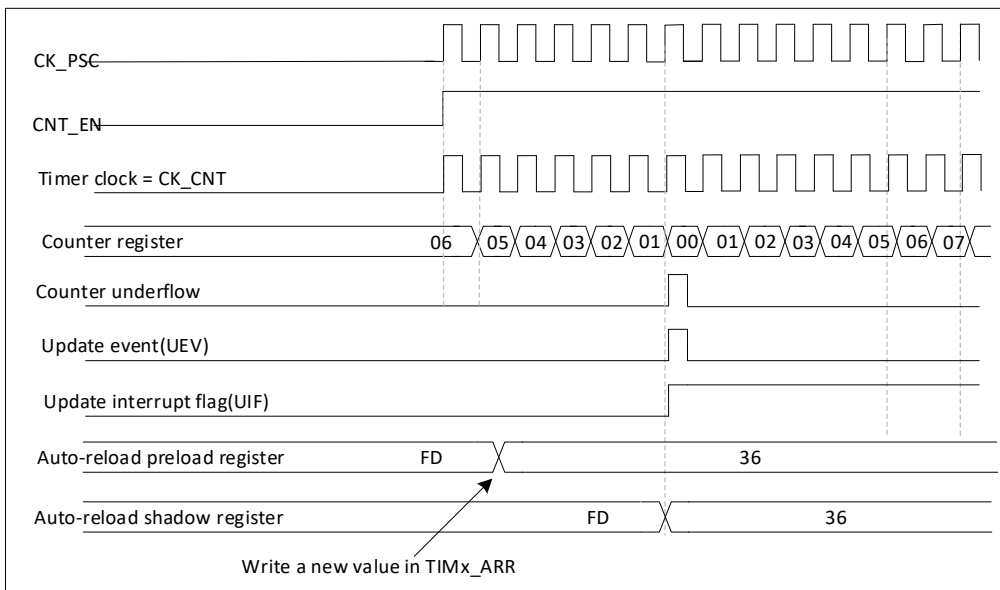 CK_PSC
CNT_EN
Timer clock = CK_CNT
Counter register 06 05 04 03 02 01 00 01 02 03 04 05 06 07
Counter underflow
Update event(UEV)
Update interrupt flag(UIF)
Auto-reload preload register FD 36
Auto-reload shadow register FD 36
Write a new value in TIMx_ARR